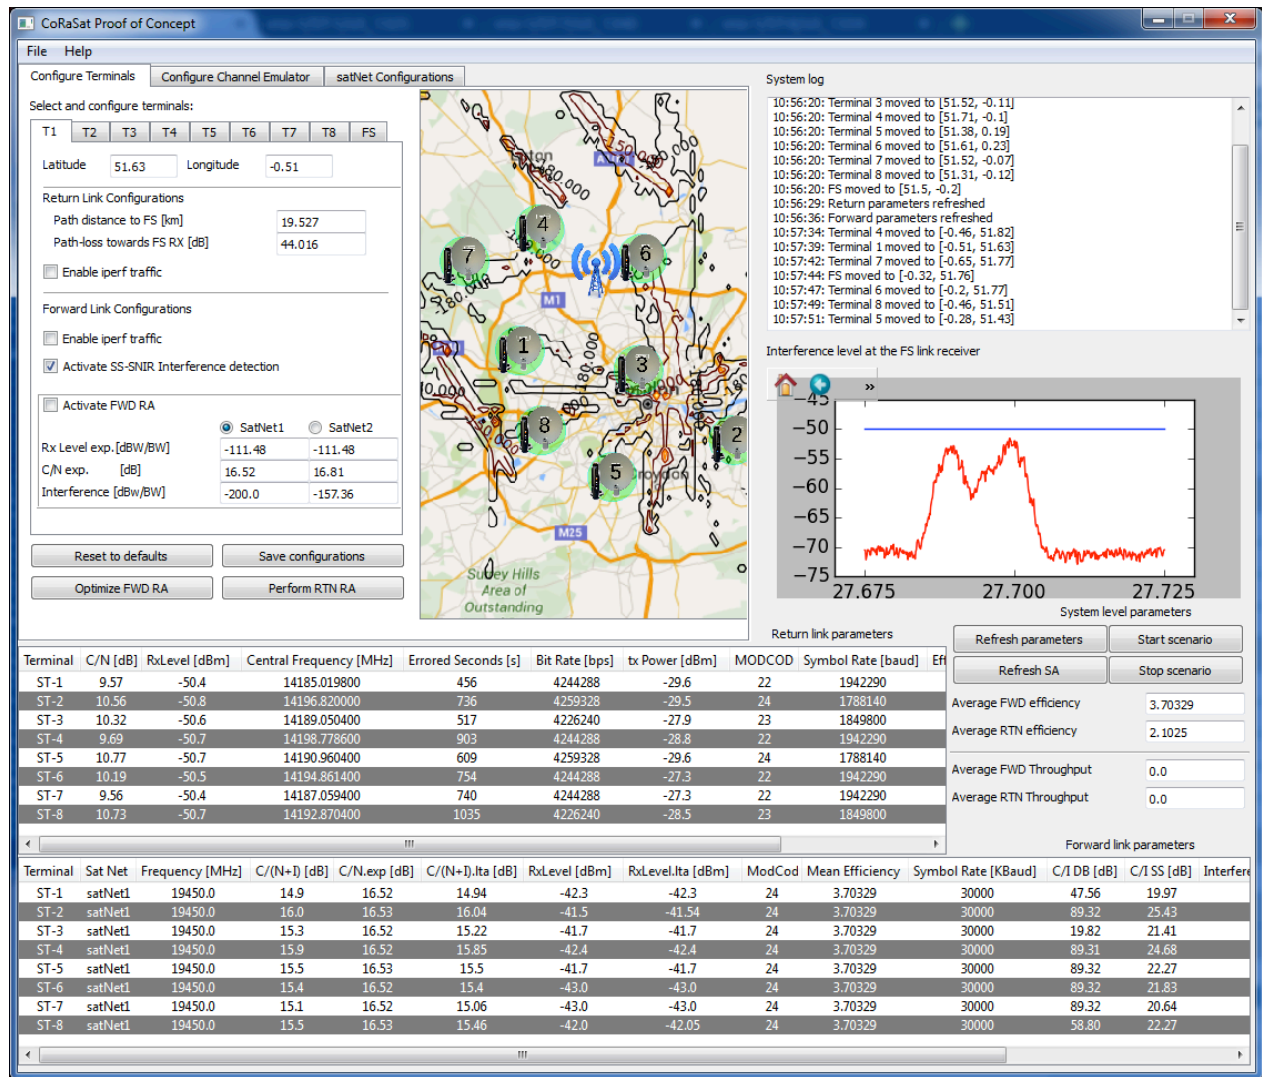 CoRaSat Proof of Concept
File Help
Configure Terminals Configure Channel Emulator satNet Configurations
Select and configure terminals:
T1 T2 T3 T4 T5 T6 T7 T8 FS
Latitude 51.63 Longitude -0.51
Return Link Configurations
Path distance to FS [km] 19.527
Path-loss towards FS RX [dB] 44.016
Enable iperf traffic
Forward Link Configurations
Enable iperf traffic
Activate SS-SNIR Interference detection
Activate FWD RA
SatNet1 SatNet2
Rx Level exp.[dBW/BW] -111.48 -111.48
C/N exp. [dB] 16.52 16.81
Interference [dBw/BW] -200.0 -157.36
Reset to defaults Save configurations
Optimize FWD RA Perform RTN RA
150.000
180.000
4
7
6
-180.000
M1
1
3
180.000
8
2
5
M25
Surrey Hills
Area of
Outstanding
System log
10:56:20: Terminal 3 moved to [51.52, -0.11]
10:56:20: Terminal 4 moved to [51.71, -0.1]
10:56:20: Terminal 5 moved to [51.38, 0.19]
10:56:20: Terminal 6 moved to [51.61, 0.23]
10:56:20: Terminal 7 moved to [51.52, -0.07]
10:56:20: Terminal 8 moved to [51.31, -0.12]
10:56:20: FS moved to [51.5, -0.2]
10:56:29: Return parameters refreshed
10:56:36: Forward parameters refreshed
10:57:34: Terminal 4 moved to [-0.46, 51.82]
10:57:39: Terminal 1 moved to [-0.51, 51.63]
10:57:42: Terminal 7 moved to [-0.65, 51.77]
10:57:44: FS moved to [-0.32, 51.76]
10:57:47: Terminal 6 moved to [-0.2, 51.77]
10:57:49: Terminal 8 moved to [-0.46, 51.51]
10:57:51: Terminal 5 moved to [-0.28, 51.43]
Interference level at the FS link receiver
»
−45
−50
−55
−60
−65
−70
−75
27.675 27.700 27.725
System level parameters
Return link parameters
Refresh parameters Start scenario
Refresh SA Stop scenario
Average FWD efficiency 3.70329
Average RTN efficiency 2.1025
Average FWD Throughput 0.0
Average RTN Throughput 0.0
Terminal C/N [dB] RxLevel [dBm] Central Frequency [MHz] Errored Seconds [s] Bit Rate [bps] tx Power [dBm] MODCOD Symbol Rate [baud] Eff
ST-1 9.57 -50.4 14185.019800 456 4244288 -29.6 22 1942290
ST-2 10.56 -50.8 14196.820000 736 4259328 -29.5 24 1788140
ST-3 10.32 -50.6 14189.050400 517 4226240 -27.9 23 1849800
ST-4 9.69 -50.7 14198.778600 903 4244288 -28.8 22 1942290
ST-5 10.77 -50.7 14190.960400 609 4259328 -29.6 24 1788140
ST-6 10.19 -50.5 14194.861400 754 4244288 -27.3 22 1942290
ST-7 9.56 -50.4 14187.059400 740 4244288 -27.3 22 1942290
ST-8 10.73 -50.7 14192.870400 1035 4226240 -28.5 23 1849800
Forward link parameters
Terminal Sat Net Frequency [MHz] C/(N+I) [dB] C/N.exp [dB] C/(N+I).lta [dB] RxLevel [dBm] RxLevel.lta [dBm] ModCod Mean Efficiency Symbol Rate [KBaud] C/I DB [dB] C/I SS [dB] Interfere
ST-1 satNet1 19450.0 14.9 16.52 14.94 -42.3 -42.3 24 3.70329 30000 47.56 19.97
ST-2 satNet1 19450.0 16.0 16.53 16.04 -41.5 -41.54 24 3.70329 30000 89.32 25.43
ST-3 satNet1 19450.0 15.3 16.52 15.22 -41.7 -41.7 24 3.70329 30000 19.82 21.41
ST-4 satNet1 19450.0 15.9 16.52 15.85 -42.4 -42.4 24 3.70329 30000 89.31 24.68
ST-5 satNet1 19450.0 15.5 16.53 15.5 -41.7 -41.7 24 3.70329 30000 89.32 22.27
ST-6 satNet1 19450.0 15.4 16.52 15.4 -43.0 -43.0 24 3.70329 30000 89.32 21.83
ST-7 satNet1 19450.0 15.1 16.52 15.06 -43.0 -43.0 24 3.70329 30000 89.32 20.64
ST-8 satNet1 19450.0 15.5 16.53 15.46 -42.0 -42.05 24 3.70329 30000 58.80 22.27